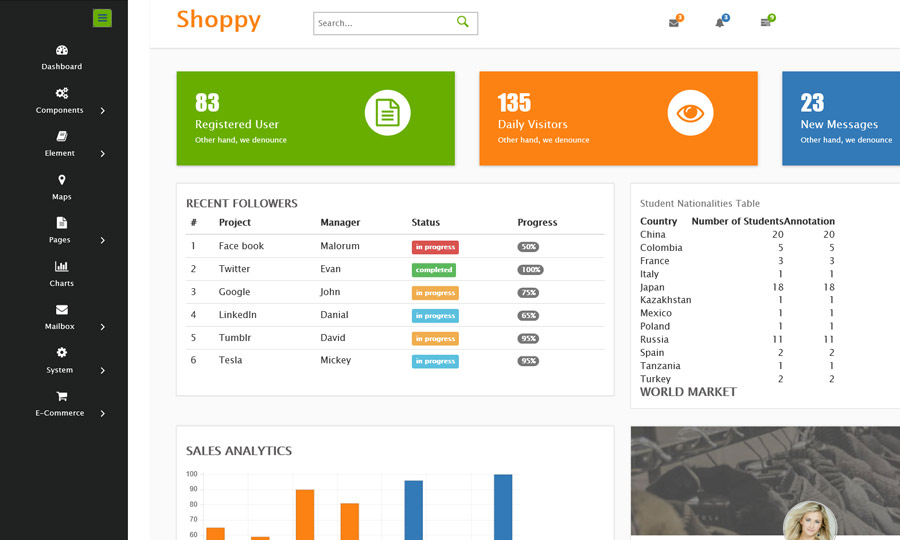 Shoppy
Search...
3
3
9
Dashboard
Components
Element
Maps
Pages
Charts
Mailbox
System
E-Commerce
83
Registered User
Other hand, we denounce
135
Daily Visitors
Other hand, we denounce
23
New Messages
Other hand, we denounce
RECENT FOLLOWERS
# Project Manager Status Progress
1 Face book Malorum in progress 50%
2 Twitter Evan completed 100%
3 Google John in progress 75%
4 LinkedIn Danial in progress 65%
5 Tumblr David in progress 95%
6 Tesla Mickey in progress 95%
Student Nationalities Table
Country Number of StudentsAnnotation
China 20 20
Colombia 5 5
France 3 3
Italy 1 1
Japan 18 18
Kazakhstan 1 1
Mexico 1 1
Poland 1 1
Russia 11 11
Spain 2 2
Tanzania 1 1
Turkey 2 2
WORLD MARKET
SALES ANALYTICS
100
90
80
70
60